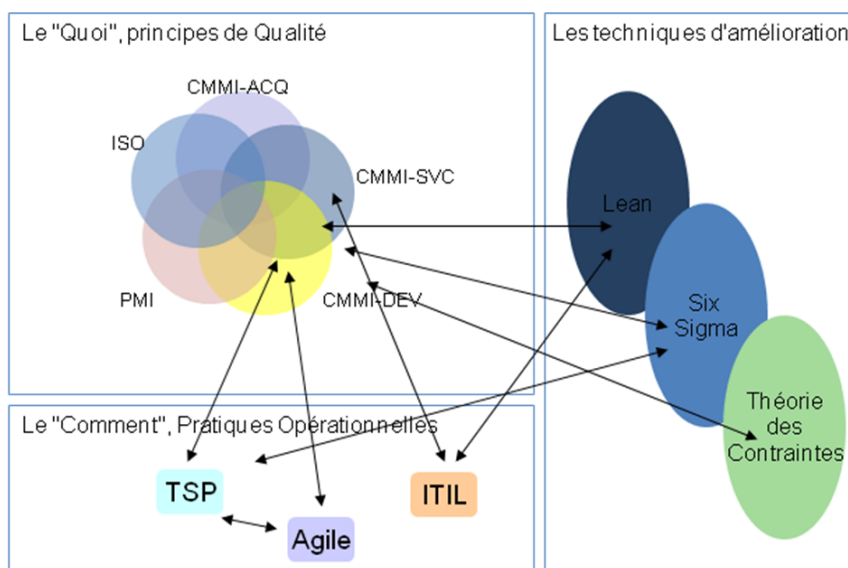 Le "Quoi", principes de Qualité
CMMI-ACQ
ISO
CMMI-SVC
PMI
CMMI-DEV
Les techniques d'amélioration
Lean
Six
Sigma
Théorie
des
Contraintes
Le "Comment", Pratiques Opérationnelles
TSP
ITIL
Agile